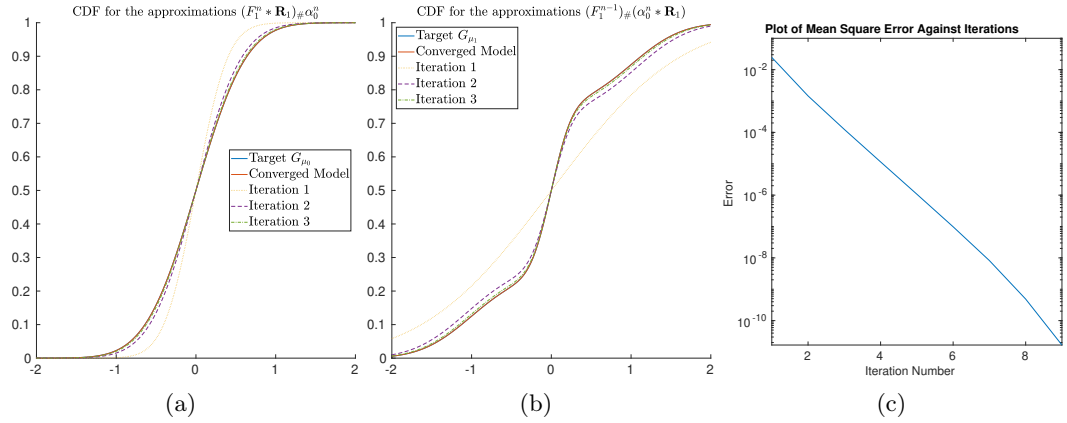 CDF for the approximations $(F_1^n * \mathbf{R}_1)_\# \alpha_0^n$
1
0.9
0.8
0.7
0.6
0.5
0.4
0.3
0.2
0.1
0
-2
-1
0
1
2
Target $G_{\mu_0}$
Converged Model
Iteration 1
Iteration 2
Iteration 3
(a)
CDF for the approximations $(F_1^{n-1})_\# (\alpha_0^n * \mathbf{R}_1)$
1
0.9
0.8
0.7
0.6
0.5
0.4
0.3
0.2
0.1
0
-2
-1
0
1
2
Target $G_{\mu_1}$
Converged Model
Iteration 1
Iteration 2
Iteration 3
(b)
Plot of Mean Square Error Against Iterations
Error
$10^{-2}$
$10^{-4}$
$10^{-6}$
$10^{-8}$
$10^{-10}$
2
4
6
8
Iteration Number
(c)